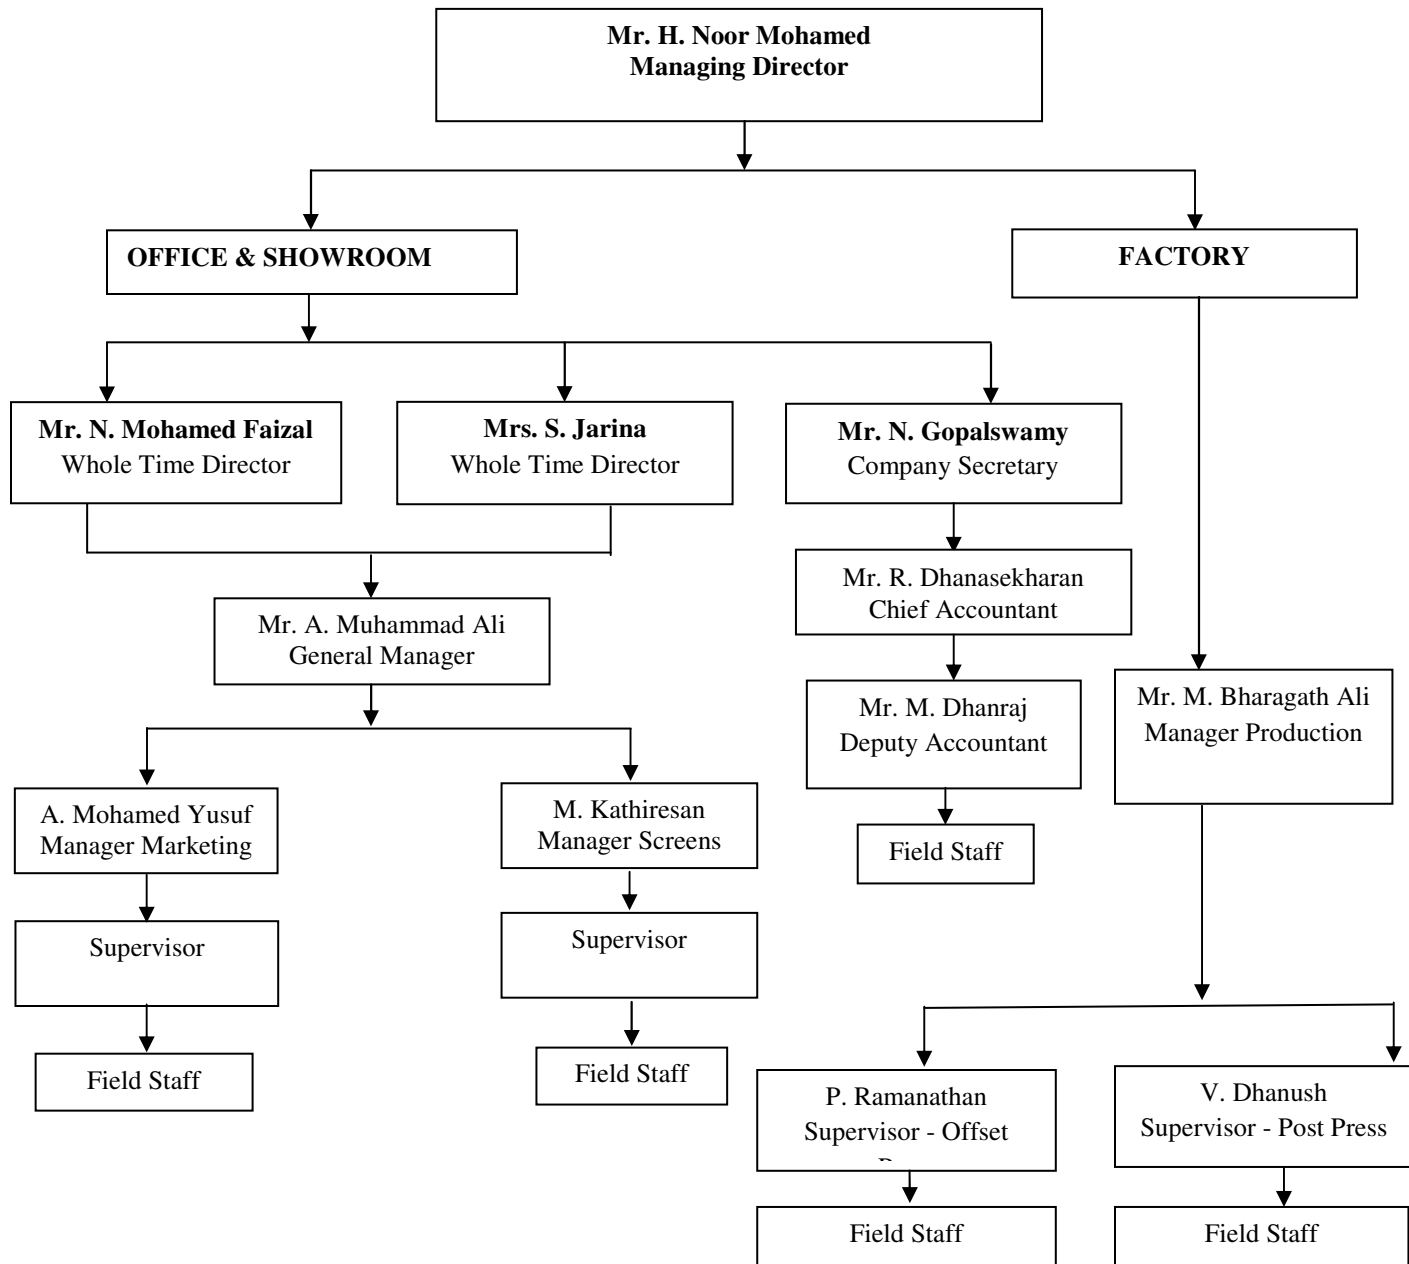 Mr. H. Noor Mohamed
Managing Director
OFFICE & SHOWROOM
FACTORY
Mr. N. Mohamed Faizal
Whole Time Director
Mrs. S. Jarina
Whole Time Director
Mr. N. Gopalswamy
Company Secretary
Mr. R. Dhanasekharan
Chief Accountant
Mr. A. Muhammad Ali
General Manager
Mr. M. Dhanraj
Deputy Accountant
Mr. M. Bharagath Ali
Manager Production
A. Mohamed Yusuf
Manager Marketing
M. Kathiresan
Manager Screens
Field Staff
Supervisor
Supervisor
Field Staff
Field Staff
P. Ramanathan
Supervisor - Offset
V. Dhanush
Supervisor - Post Press
Field Staff
Field Staff